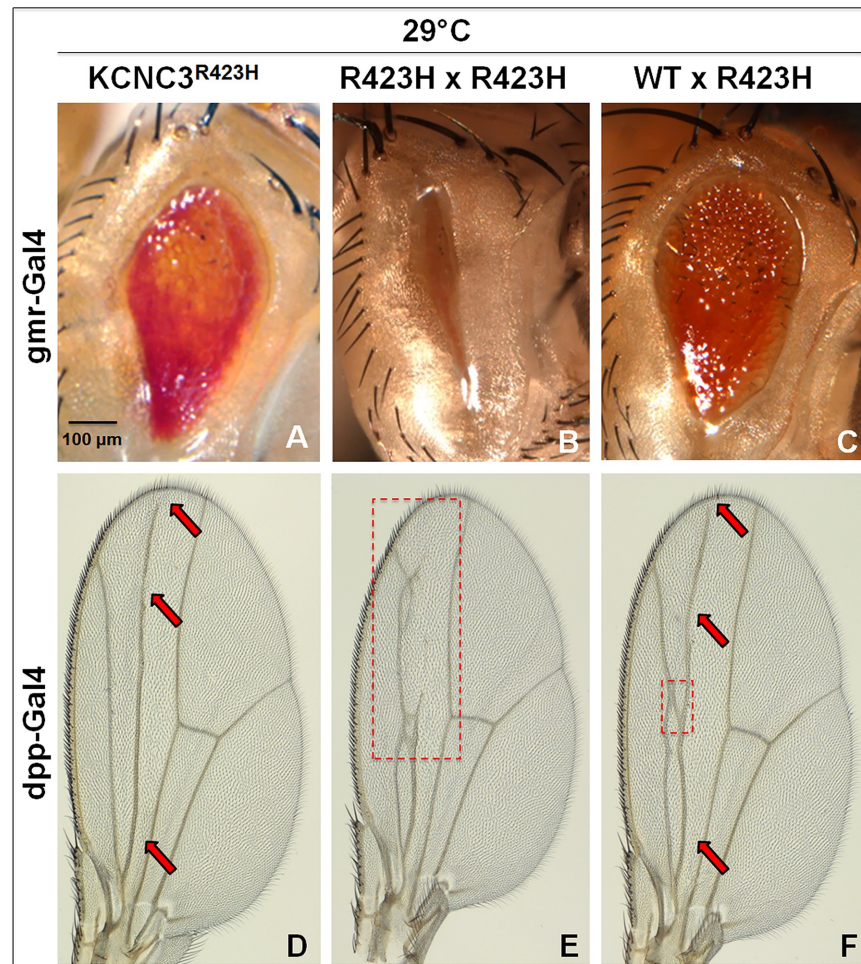 29°C
KCNC3R423H R423H x R423H WT x R423H
gmr-Gal4
100 µm
A B C
dpp-Gal4
D E F